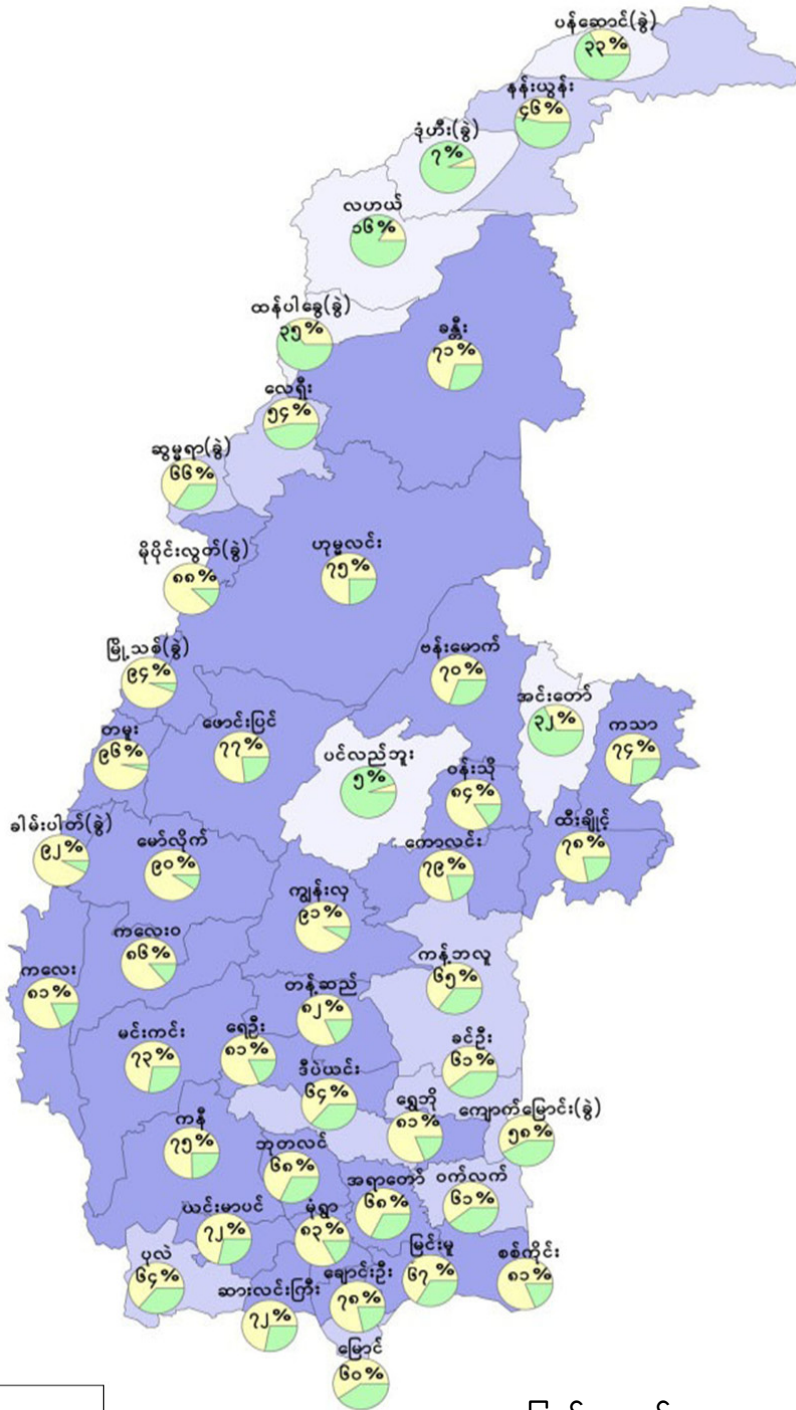 ပန်ဆောင်(ခွဲ)
၃၃%
နန်းယွန်း
၄၆%
ဒုံဟီး(ခွဲ)
၇%
လဟယ်
၁၆%
ထန်ပါခွေ(ခွဲ)
၃၅%
ခန္တီး
၇၁%
လေရှီး
၅၄%
ဆွမ္မရာ(ခွဲ)
၆၆%
မိုပိုင်းလွတ်(ခွဲ)
၈၈%
ဟုမ္မလင်း
၇၅%
မြို့သစ်(ခွဲ)
၉၄%
ဗန်းမောက်
၇၀%
အင်းတော်
၃၂%
ကသာ
၇၄%
တမူး
၉၆%
ဖောင်းပြင်
၇၇%
ပင်လည်ဘူး
၅%
ဝန်းသို
၈၄%
ခါမ်းပါတ်(ခွဲ)
၉၂%
မော်လိုက်
၉၀%
ကောလင်း
၇၉%
ထီးချိုင့်
၇၈%
ကျွန်းလှ
၉၁%
ကလေးဝ
၈၆%
ကန့်ဘလူ
၆၅%
ကလေး
၈၁%
တန့်ဆည်
၈၂%
မင်းကင်း
၇၃%
ရေဦး
၈၁%
ခင်ဦး
၆၁%
ဒီပဲယင်း
၆၄%
ရွှေဘို
၈၁%
ကျောက်မြောင်း(ခွဲ)
၅၈%
ကနီ
၇၅%
ဘုတလင်
၆၈%
အရာတော်
၆၈%
ဝက်လက်
၆၁%
ယင်းမာပင်
၇၂%
မုံရွာ
၈၃%
မြင်းမူ
၆၇%
စစ်ကိုင်း
၈၁%
ပုလဲ
၆၄%
ဆားလင်းကြီး
၇၂%
ချောင်းဦး
၇၈%
မြောင်
၆၀%